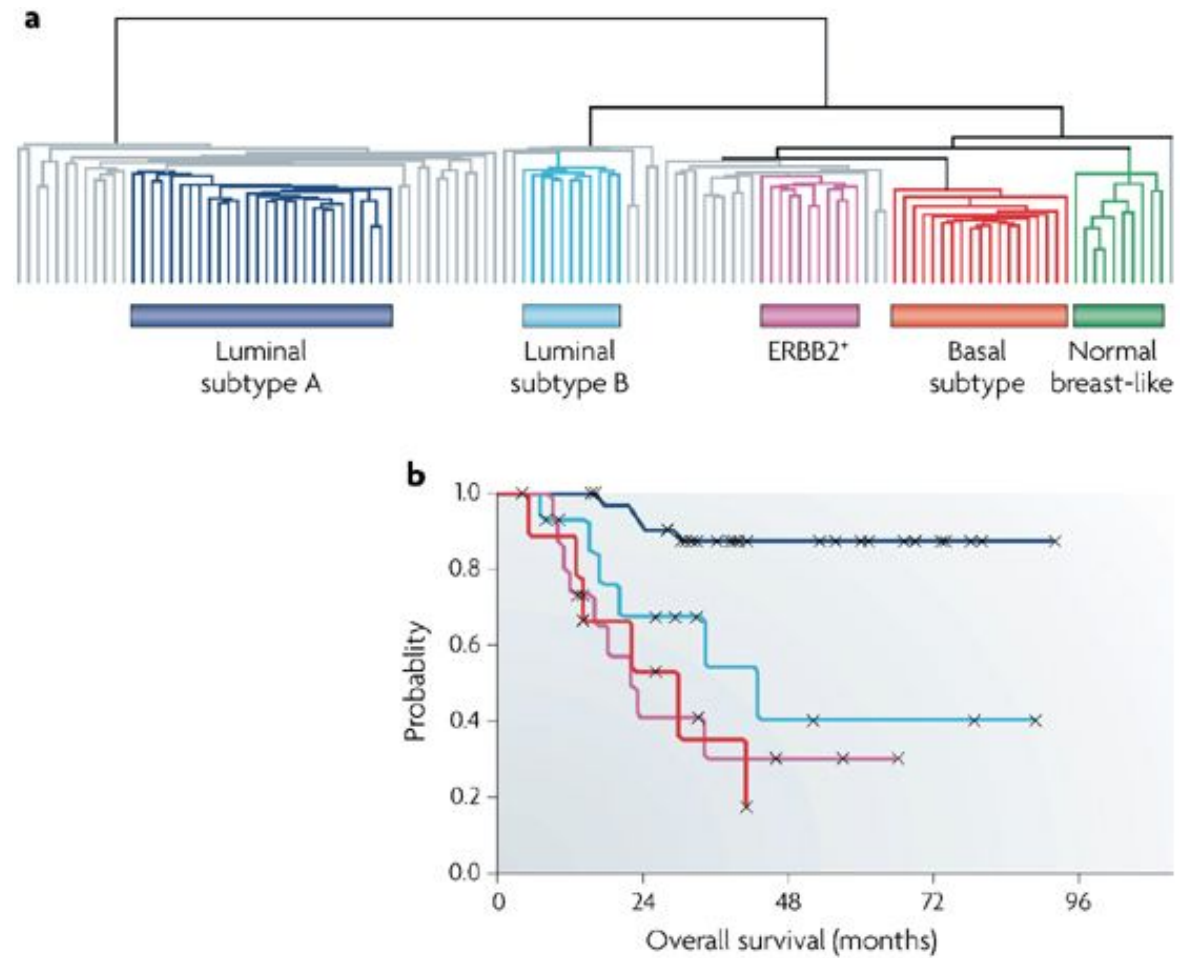 a
Luminal
subtype A
Luminal
subtype B
ERBB2+
Basal
subtype
Normal
breast-like
b
Probablity
1.0
0.8
0.6
0.4
0.2
0.0
0
24
48
72
96
Overall survival (months)